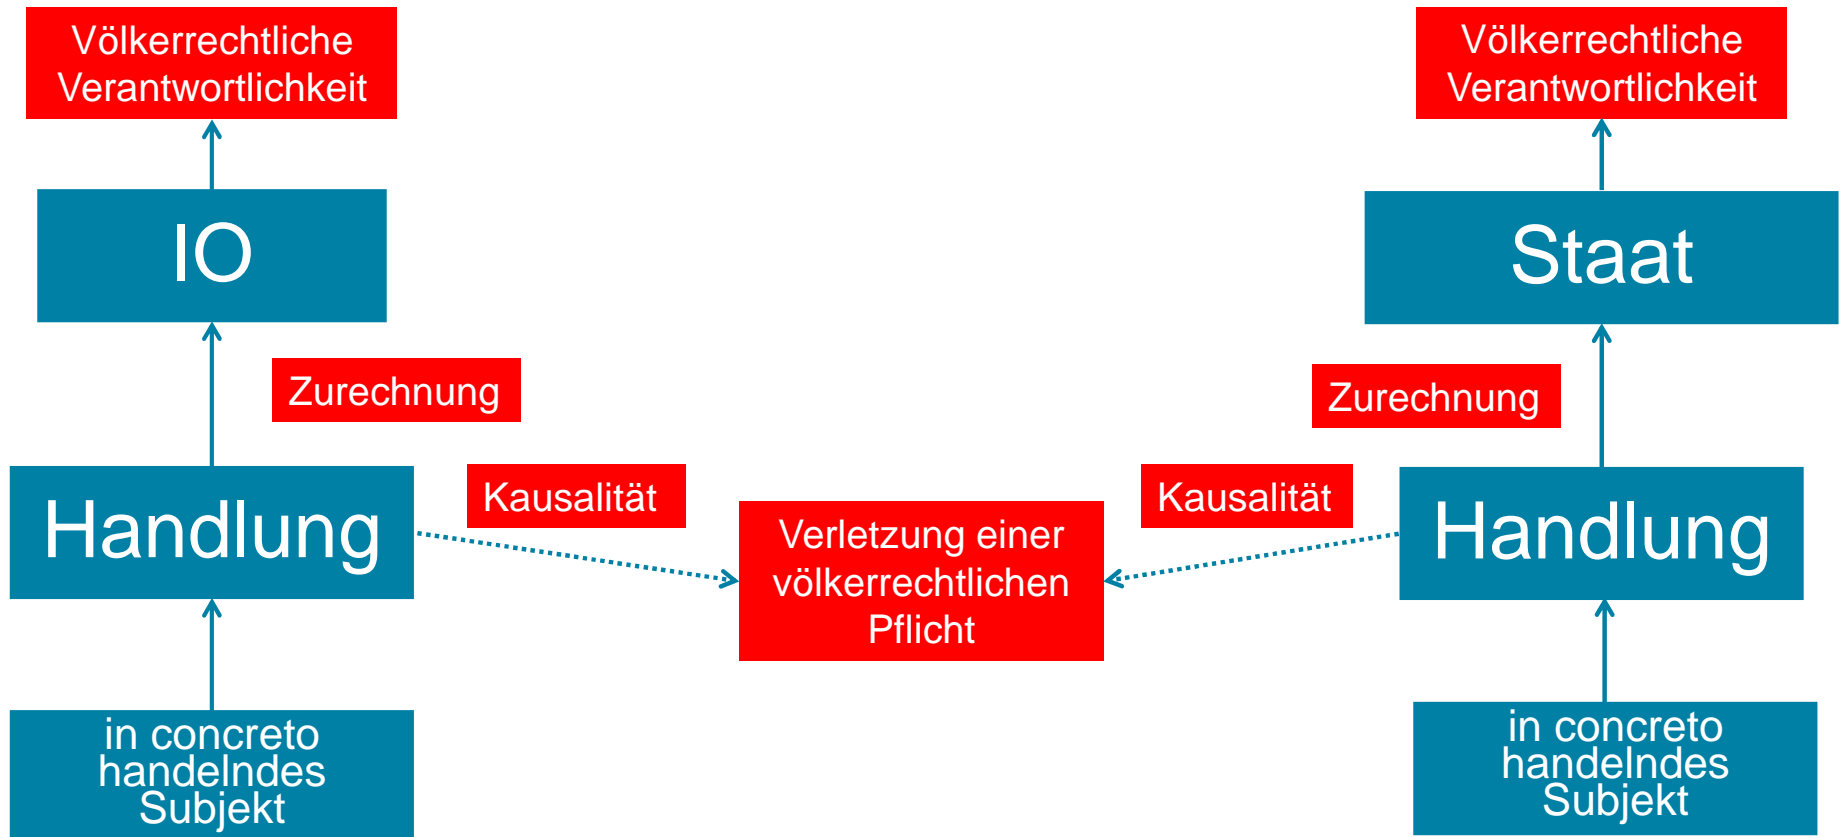 Völkerrechtliche
Verantwortlichkeit
Völkerrechtliche
Verantwortlichkeit
IO
Staat
Zurechnung
Zurechnung
Handlung
Kausalität
Verletzung einer
völkerrechtlichen
Pflicht
Kausalität
Handlung
in concreto
handelndes
Subjekt
in concreto
handelndes
Subjekt